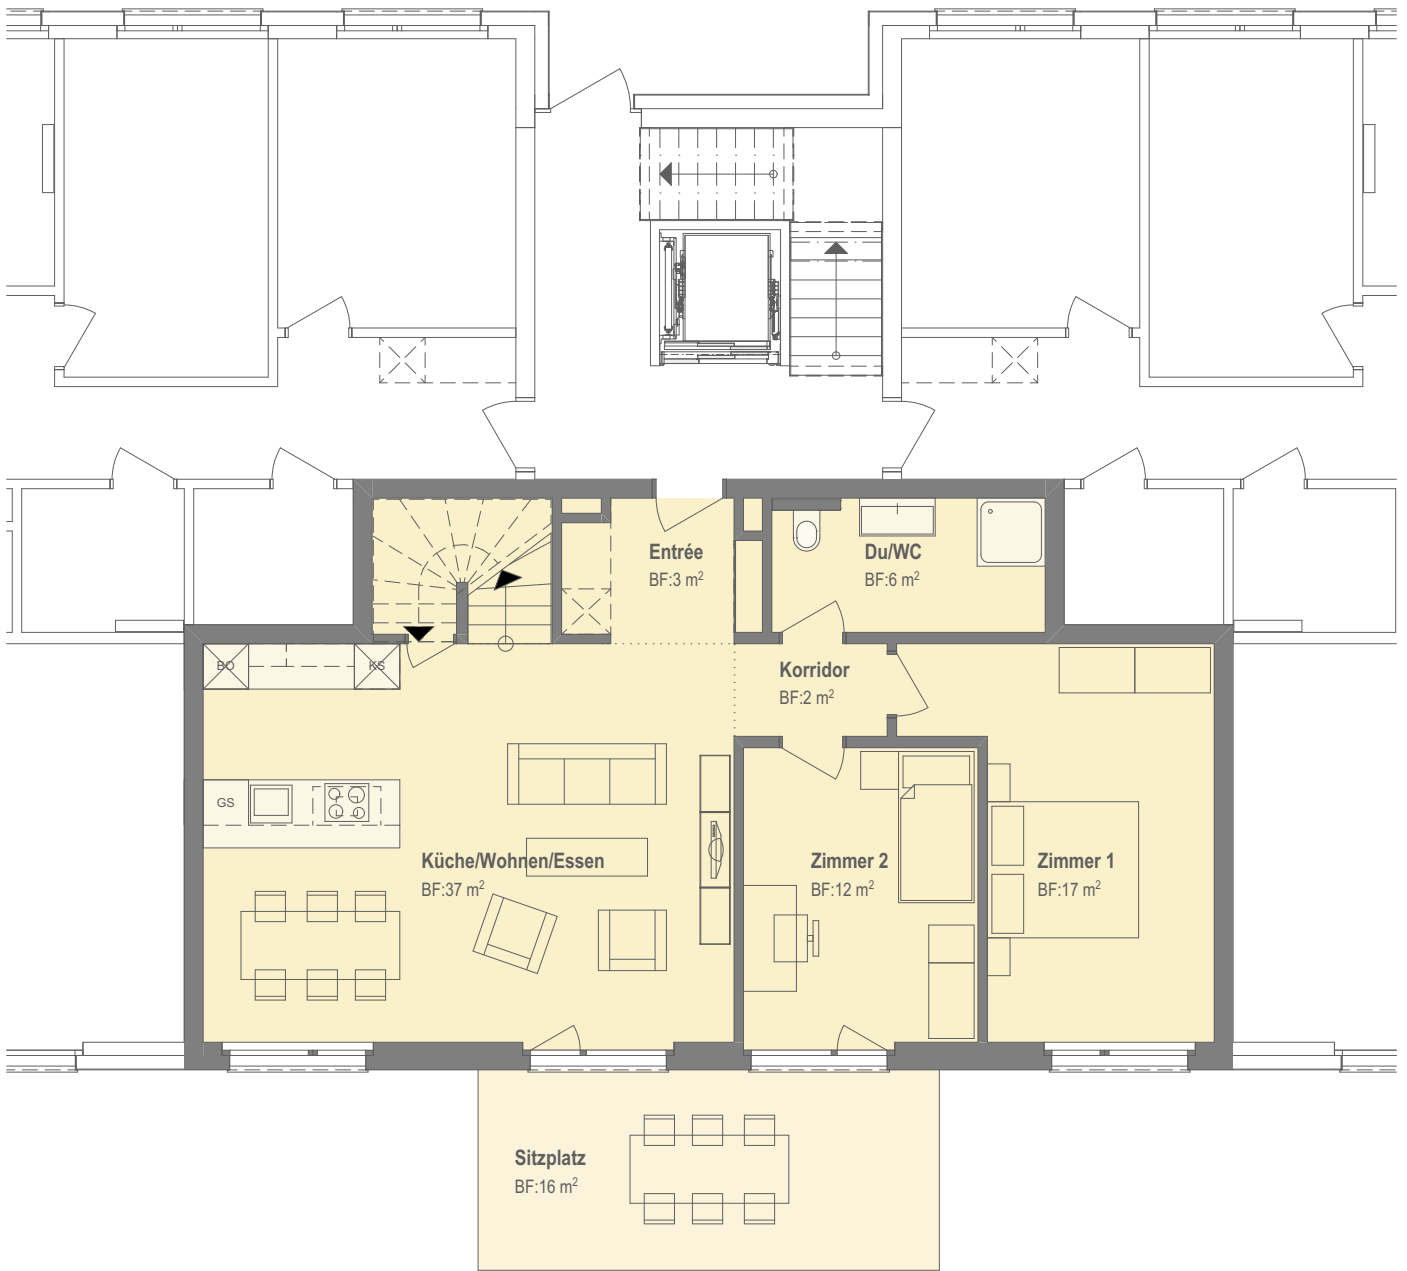 Entrée
BF:3 m²
Du/WC
BF:6 m²
BO
KS
Korridor
BF:2 m²
GS
Küche/Wohnen/Essen
BF:37 m²
Zimmer 2
BF:12 m²
Zimmer 1
BF:17 m²
Sitzplatz
BF:16 m²